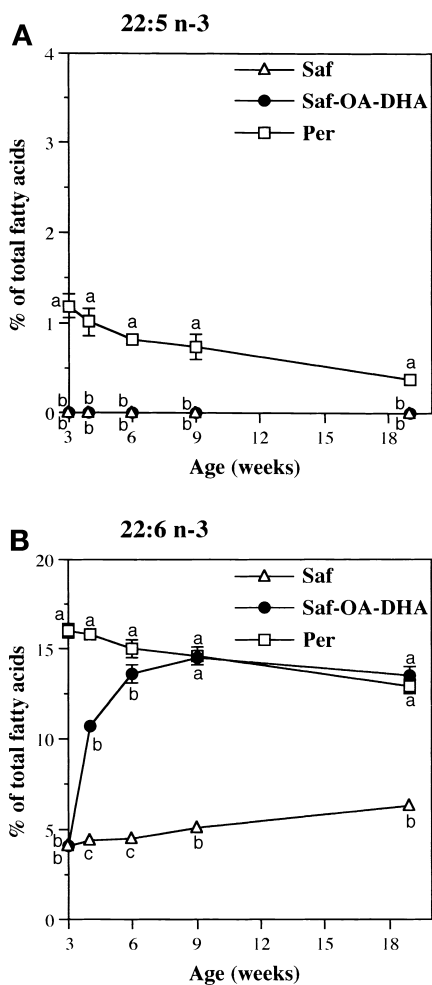 A
22:5 n-3
4
Saf
Saf-OA-DHA
Per
3
2
1
0
% of total fatty acids
a
a
a
a
a
b
b
b
b
b
b
b
b
b
b
3
6
9
12
15
18
Age (weeks)
B
22:6 n-3
20
Saf
Saf-OA-DHA
Per
15
10
5
0
% of total fatty acids
a
a
a
a
a
a
a
b
b
b
b
c
c
b
b
3
6
9
12
15
18
Age (weeks)